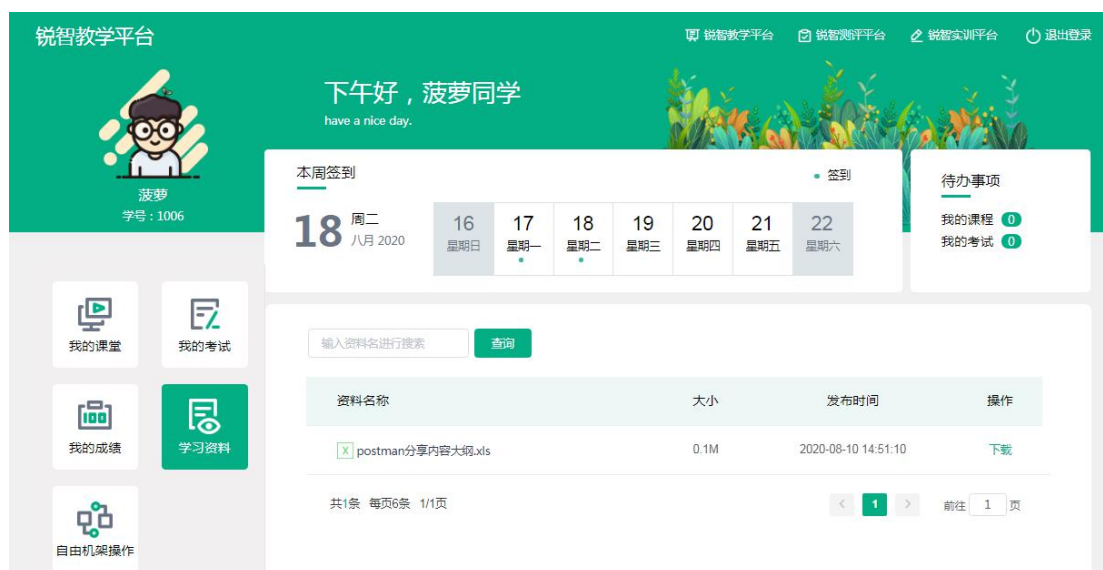 锐智教学平台
锐智教学平台 锐智测评平台 锐智实训平台 退出登录
下午好，菠萝同学
have a nice day.
菠萝
学号：1006
本周签到
签到
18 周二 八月 2020
16 17 18 19 20 21 22
星期日 星期一 星期二 星期三 星期四 星期五 星期六
待办事项
我的课程 0
我的考试 0
我的课堂
我的考试
我的成绩
学习资料
自由机架操作
输入资料名进行搜索 查询
资料名称 大小 发布时间 操作
X postman分享内容大纲.xls 0.1M 2020-08-10 14:51:10 下载
共1条 每页6条 1/1页 < 1 > 前往 1 页